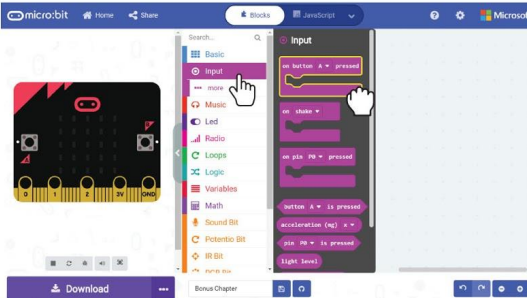 micro:bit Home Share Blocks JavaScript Microsof
Search...
Basic
Input
more
Music
Led
Radio
Loops
Logic
Variables
Math
Sound Bit
Potentio Bit
IR Bit
Input
on button A pressed
on shake
on pin P0 pressed
button A is pressed
acceleration (mg) x
pin P0 is pressed
light level
0 1 2 3V GND
Download
Bonus Chapter